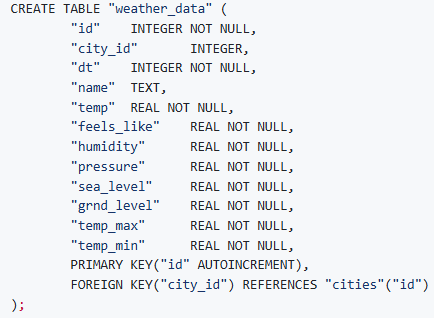 CREATE TABLE "weather_data" (
"id" INTEGER NOT NULL,
"city_id" INTEGER,
"dt" INTEGER NOT NULL,
"name" TEXT,
"temp" REAL NOT NULL,
"feels_like" REAL NOT NULL,
"humidity" REAL NOT NULL,
"pressure" REAL NOT NULL,
"sea_level" REAL NOT NULL,
"grnd_level" REAL NOT NULL,
"temp_max" REAL NOT NULL,
"temp_min" REAL NOT NULL,
PRIMARY KEY("id" AUTOINCREMENT),
FOREIGN KEY("city_id") REFERENCES "cities"("id")
);